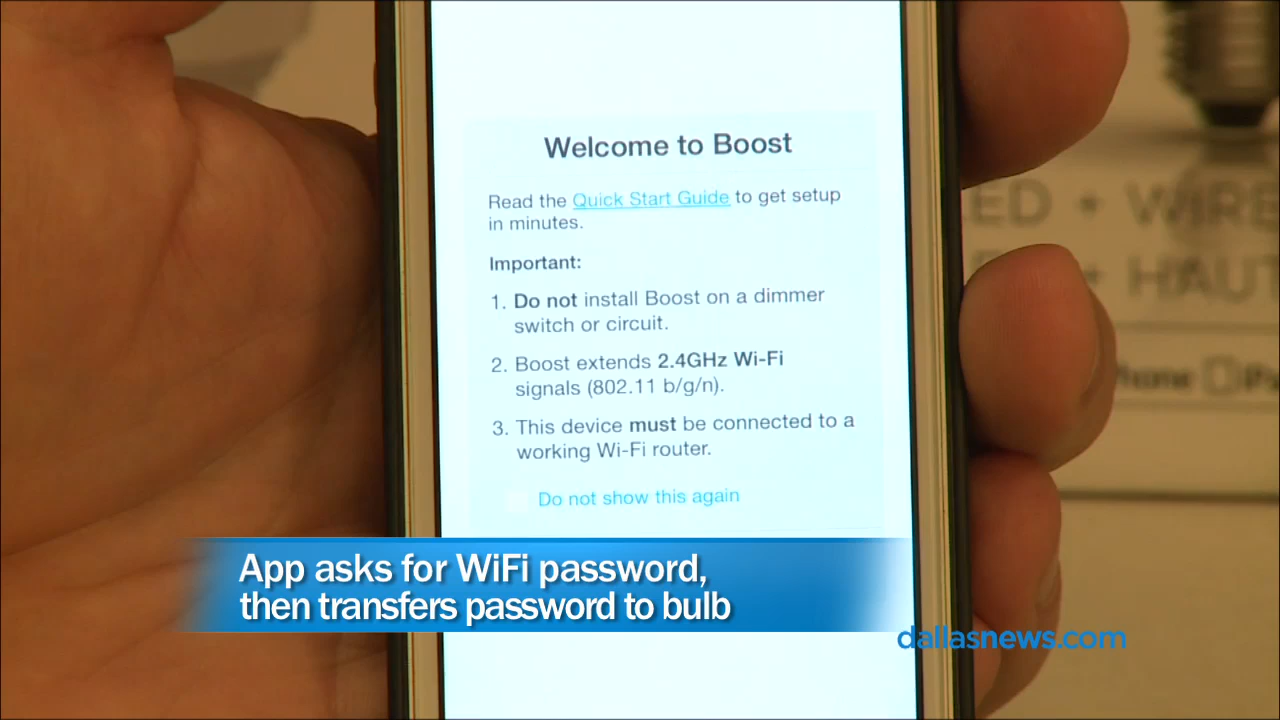 Welcome to Boost
Read the Quick Start Guide to get setup
in minutes.
Important:
1. Do not install Boost on a dimmer
switch or circuit.
2. Boost extends 2.4GHz Wi-Fi
signals (802.11 b/g/n).
3. This device must be connected to a
working Wi-Fi router.
Do not show this again
ED + WIRE
+ HAUT
App asks for WiFi password,
then transfers password to bulb
dallasnews.com